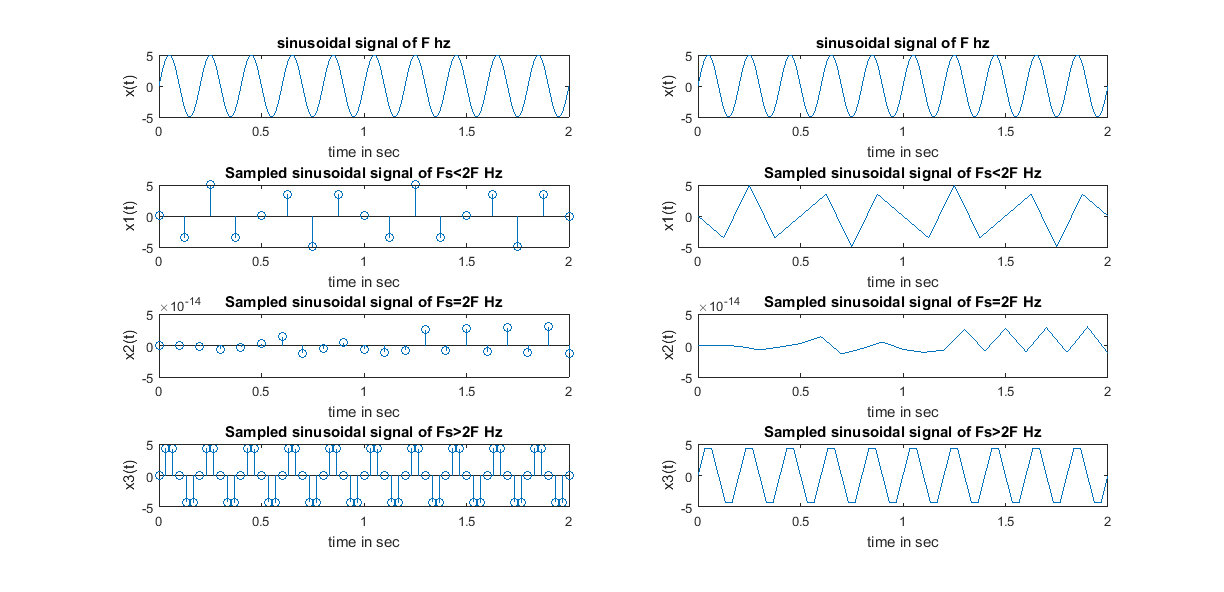 sinusoidal signal of F hz
5
0
-5
x(t)
0 0.5 1 1.5 2
time in sec
Sampled sinusoidal signal of Fs<2F Hz
5
0
-5
x1(t)
0 0.5 1 1.5 2
time in sec
×10-14
Sampled sinusoidal signal of Fs=2F Hz
5
0
-5
x2(t)
0 0.5 1 1.5 2
time in sec
Sampled sinusoidal signal of Fs>2F Hz
5
0
-5
x3(t)
0 0.5 1 1.5 2
time in sec
sinusoidal signal of F hz
5
0
-5
x(t)
0 0.5 1 1.5 2
time in sec
Sampled sinusoidal signal of Fs<2F Hz
5
0
-5
x1(t)
0 0.5 1 1.5 2
time in sec
×10-14
Sampled sinusoidal signal of Fs=2F Hz
5
0
-5
x2(t)
0 0.5 1 1.5 2
time in sec
Sampled sinusoidal signal of Fs>2F Hz
5
0
-5
x3(t)
0 0.5 1 1.5 2
time in sec